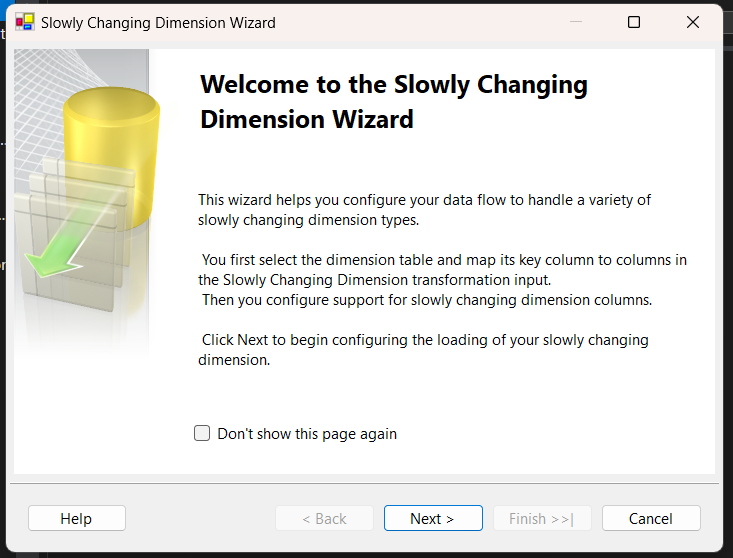 Slowly Changing Dimension Wizard
Welcome to the Slowly Changing
Dimension Wizard
This wizard helps you configure your data flow to handle a variety of
slowly changing dimension types.
You first select the dimension table and map its key column to columns in
the Slowly Changing Dimension transformation input.
Then you configure support for slowly changing dimension columns.
Click Next to begin configuring the loading of your slowly changing
dimension.
Don't show this page again
Help
< Back
Next >
Finish >>|
Cancel